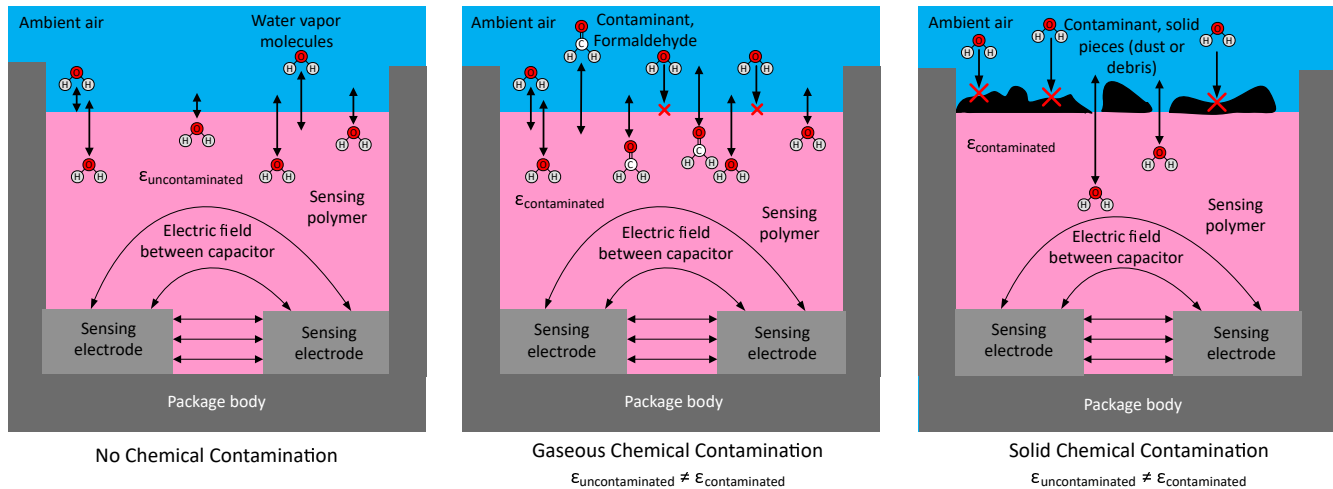 Ambient air
Water vapor
molecules
O
H H
O
H H
O
H H
O
H H
O
H H
O
H H
εuncontaminated
Sensing
polymer
Electric field
between capacitor
Sensing
electrode
Sensing
electrode
Package body
No Chemical Contamination
Ambient air
Contaminant,
Formaldehyde
O
C
H H
O
H H
O
H H
O
H H
O
H H
O
C
H H
O
C
H H
O
H H
O
H H
εcontaminated
Sensing
polymer
Electric field
between capacitor
Sensing
electrode
Sensing
electrode
Package body
Gaseous Chemical Contamination
εuncontaminated ≠ εcontaminated
Ambient air
Contaminant, solid
pieces (dust or
debris)
O
H H
O
H H
O
H H
εcontaminated
O
H H
O
H H
Sensing
polymer
Electric field
between capacitor
Sensing
electrode
Sensing
electrode
Package body
Solid Chemical Contamination
εuncontaminated ≠ εcontaminated